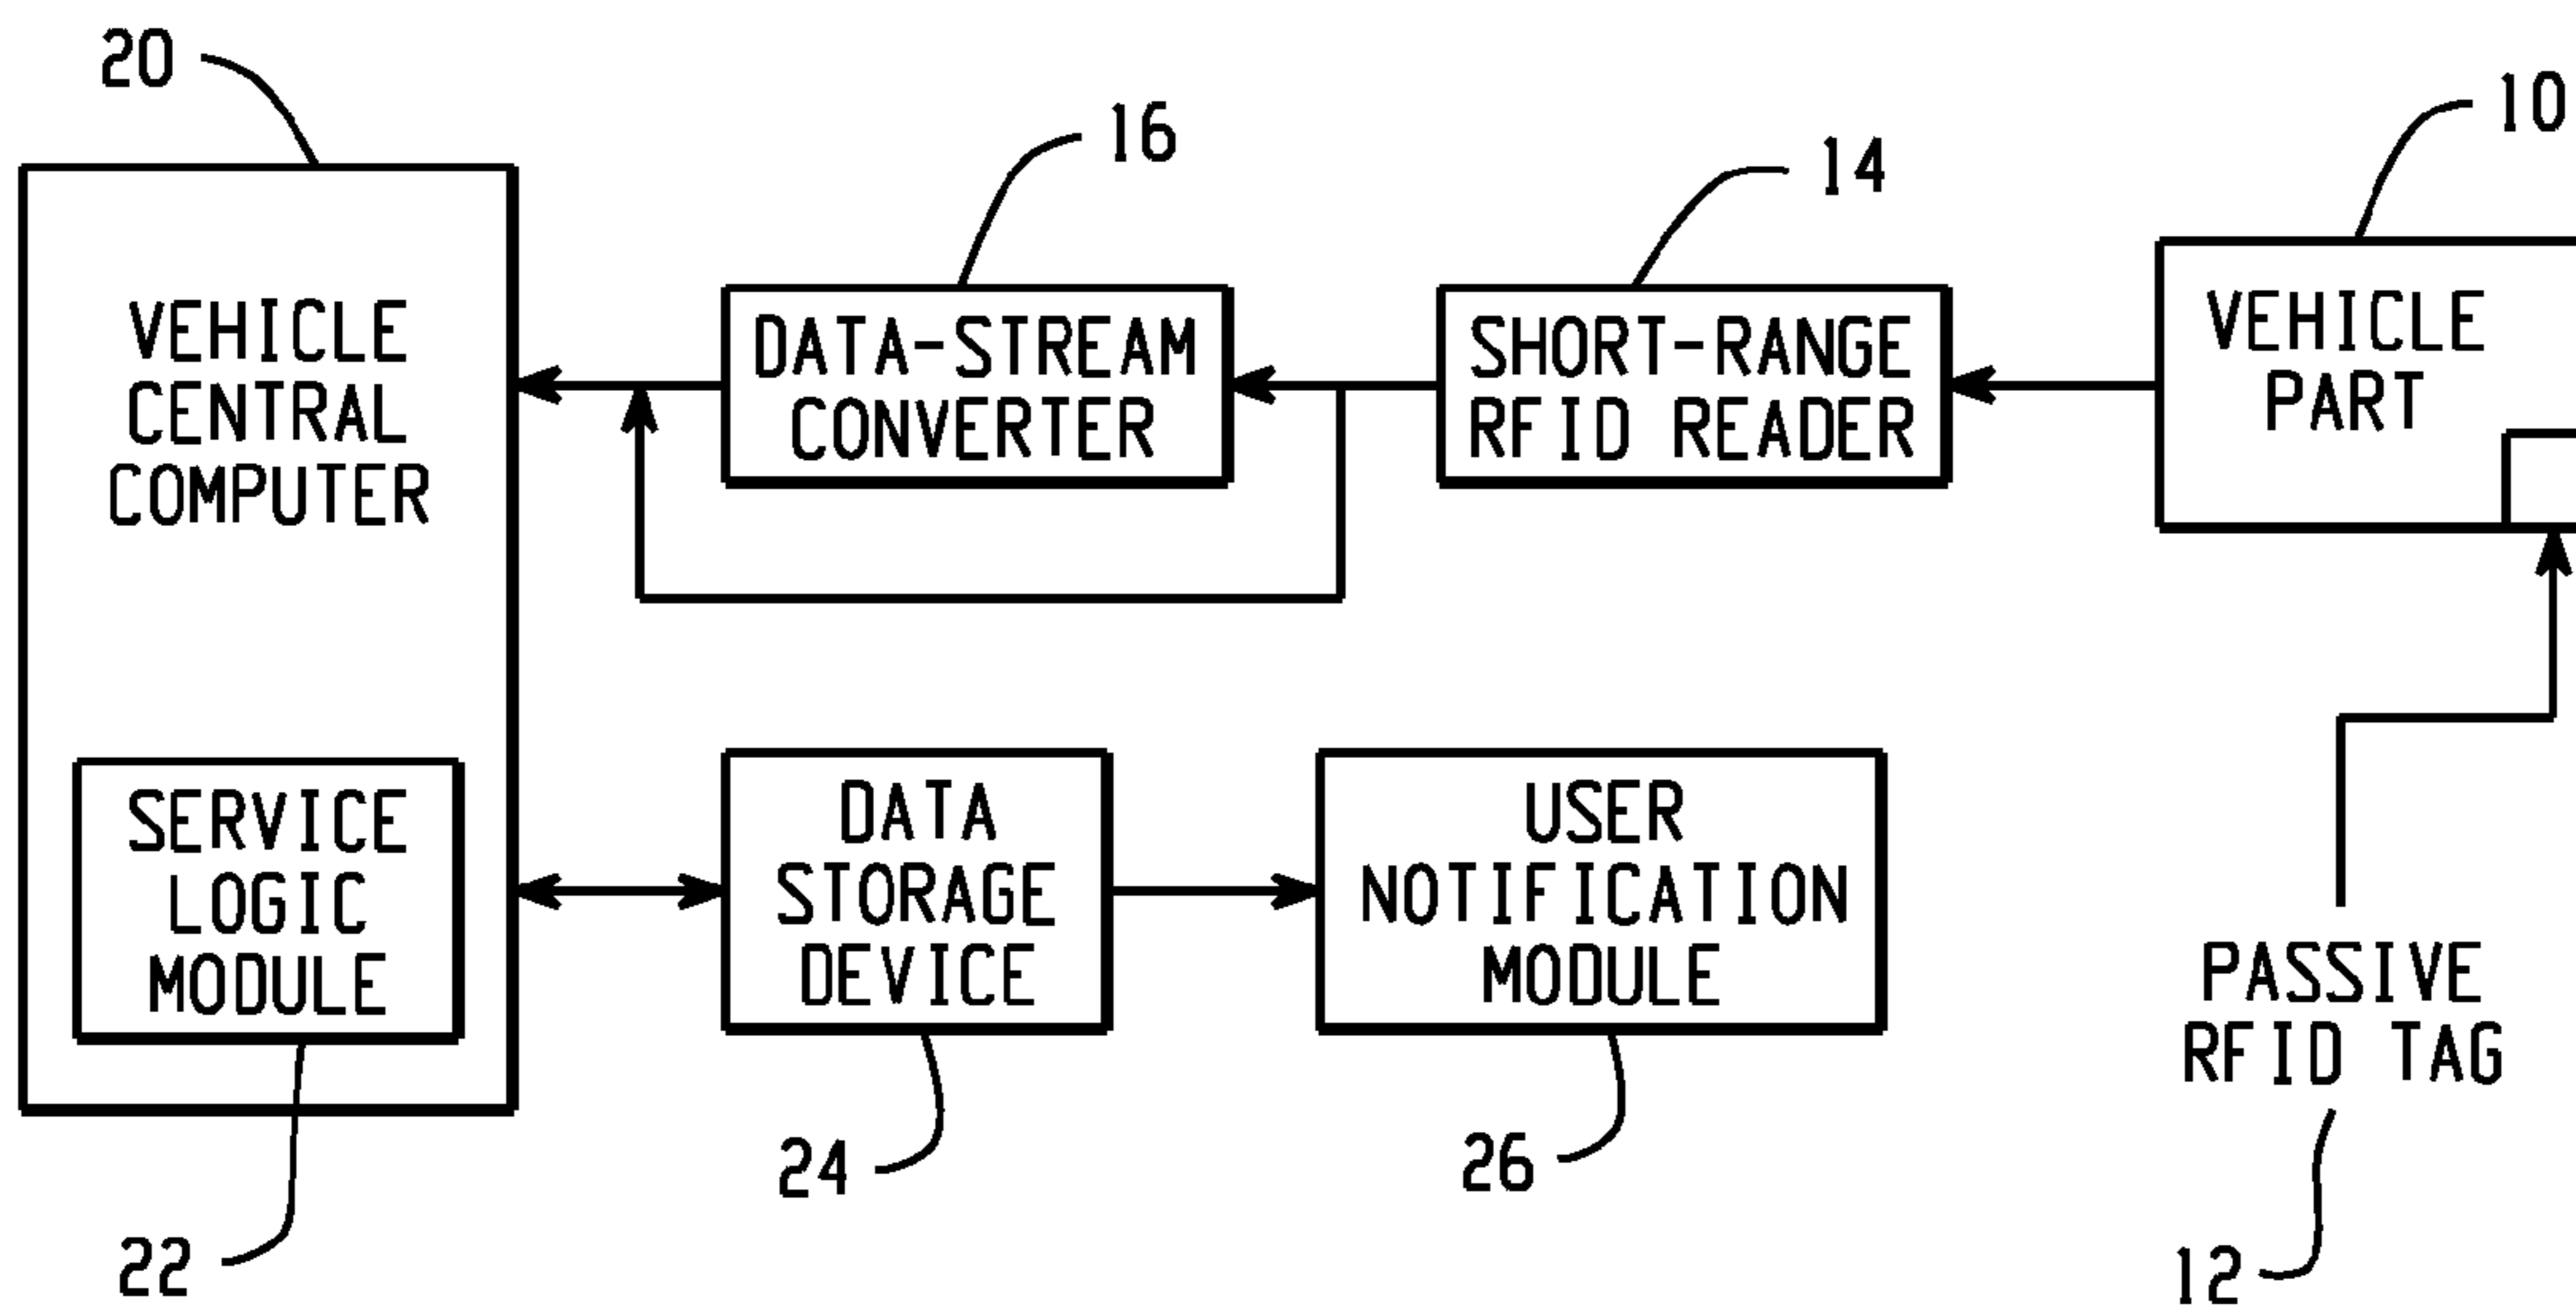 20
16
14
10
VEHICLE
CENTRAL
COMPUTER
DATA-STREAM
CONVERTER
SHORT-RANGE
RFID READER
VEHICLE
PART
SERVICE
LOGIC
MODULE
DATA
STORAGE
DEVICE
USER
NOTIFICATION
MODULE
PASSIVE
RFID TAG
22
24
26
12